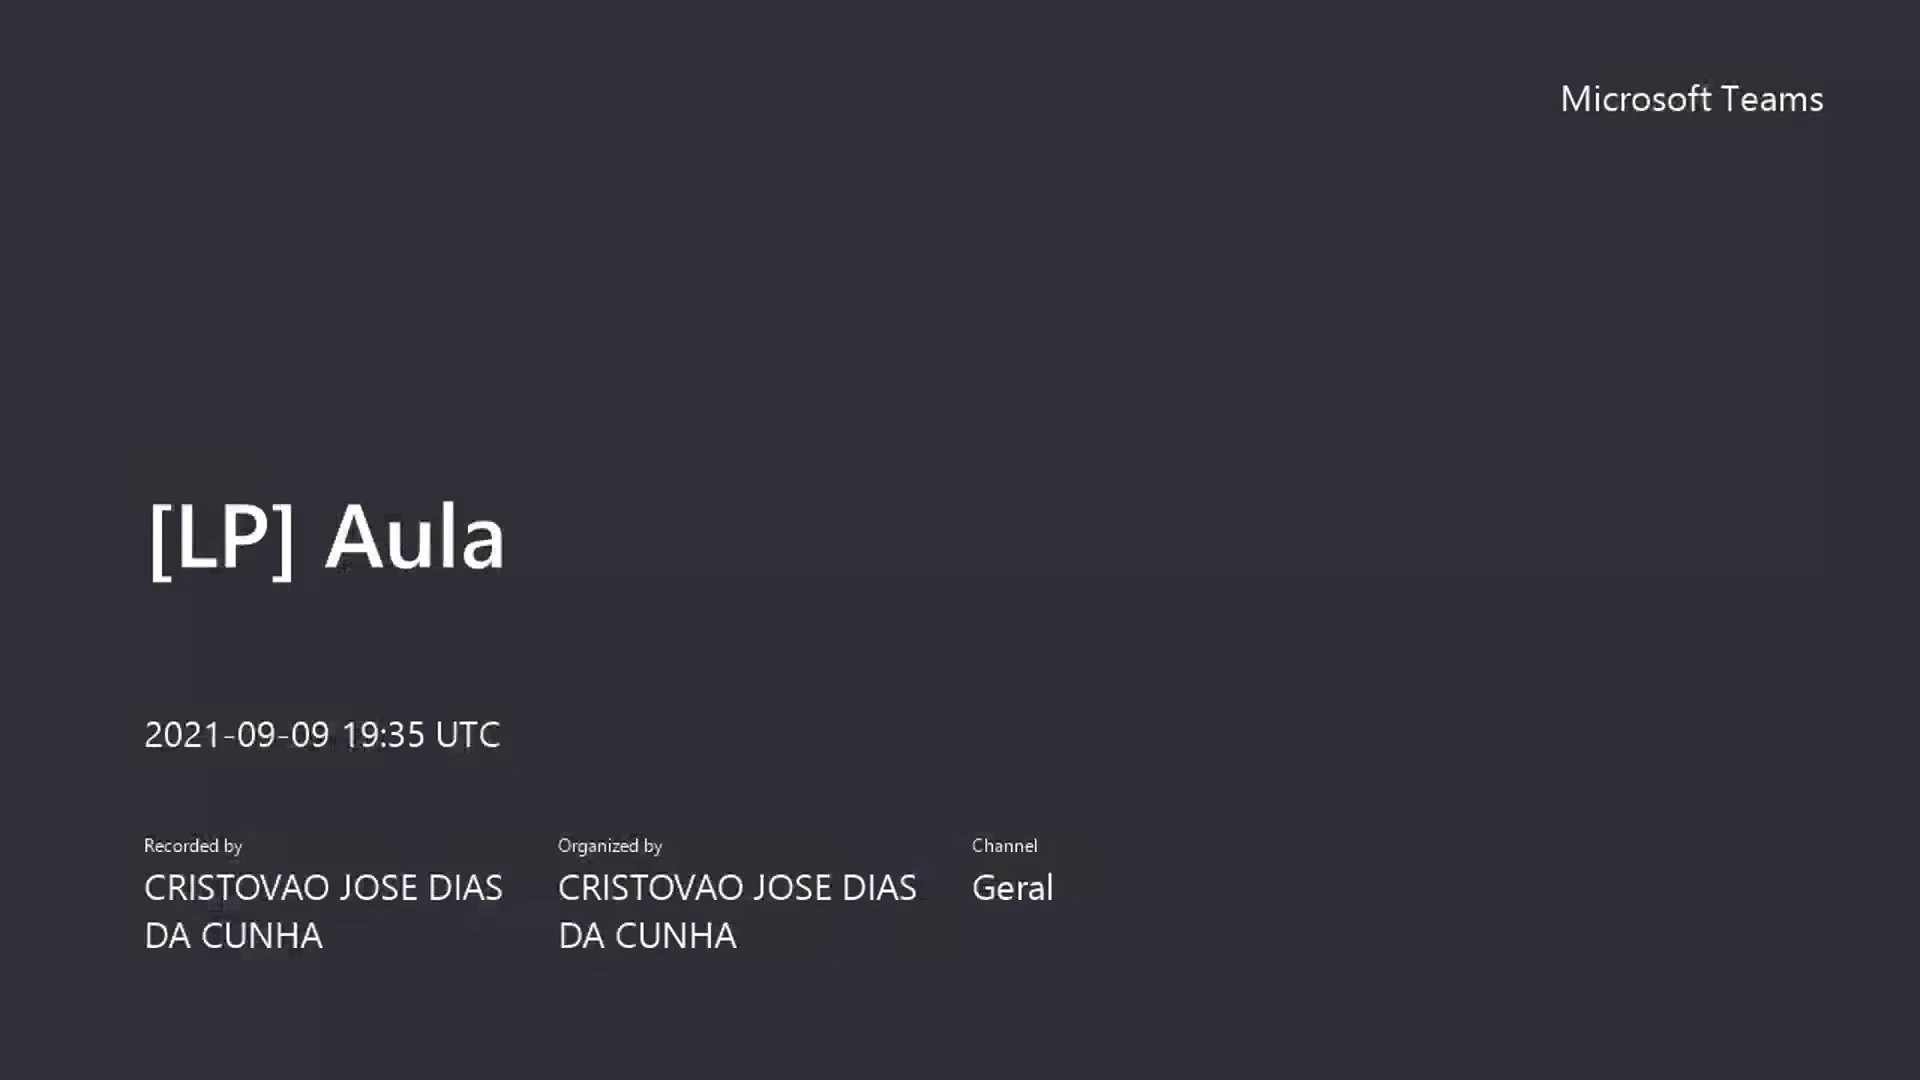 Microsoft Teams
[LP] Aula
2021-09-09 19:35 UTC
Recorded by
CRISTOVAO JOSE DIAS
DA CUNHA
Organized by
CRISTOVAO JOSE DIAS
DA CUNHA
Channel
Geral